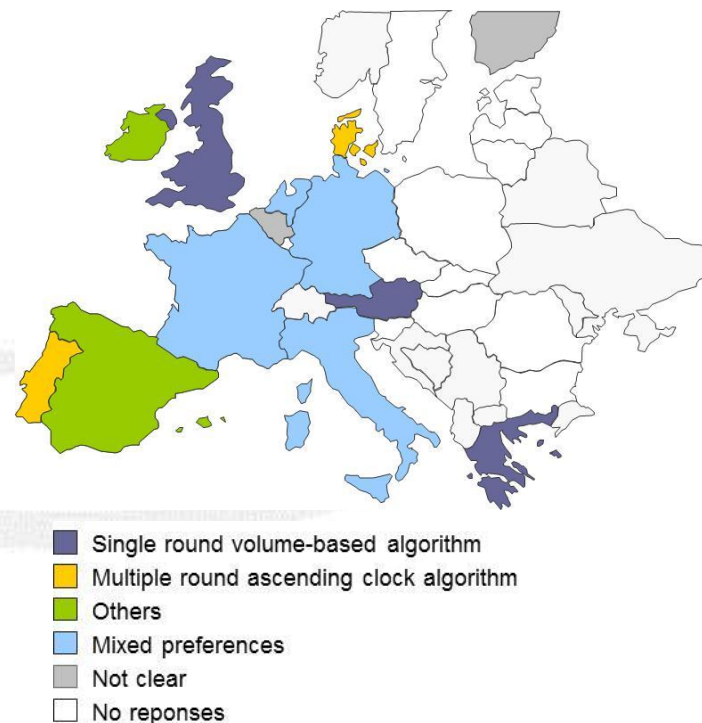 Single round volume-based algorithm
Multiple round ascending clock algorithm
Others
Mixed preferences
Not clear
No reponses